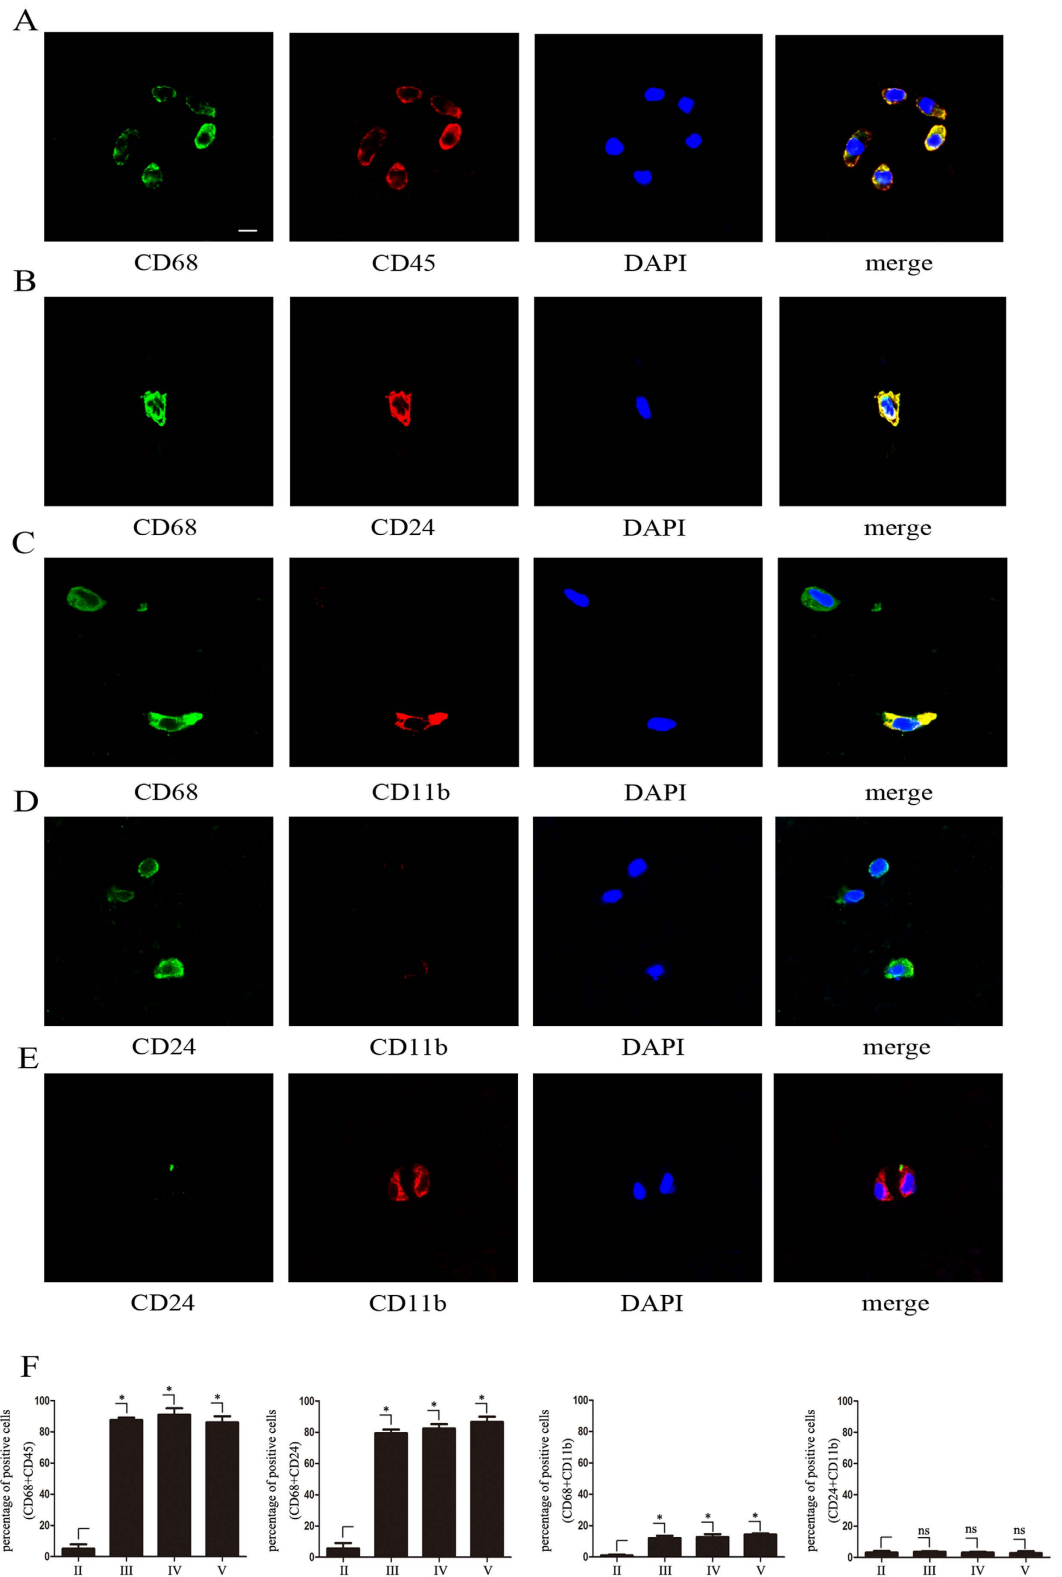 A
CD68 CD45 DAPI merge
B
CD68 CD24 DAPI merge
C
CD68 CD11b DAPI merge
D
CD24 CD11b DAPI merge
E
CD24 CD11b DAPI merge
F
percentage of positive cells
(CD68+CD45)
100
80
60
40
20
0
* * *
II III IV V
percentage of positive cells
(CD68+CD24)
100
80
60
40
20
0
* * *
II III IV V
percentage of positive cells
(CD68+CD11b)
100
80
60
40
20
0
* * *
II III IV V
percentage of positive cells
(CD24+CD11b)
100
80
60
40
20
0
ns ns ns
II III IV V